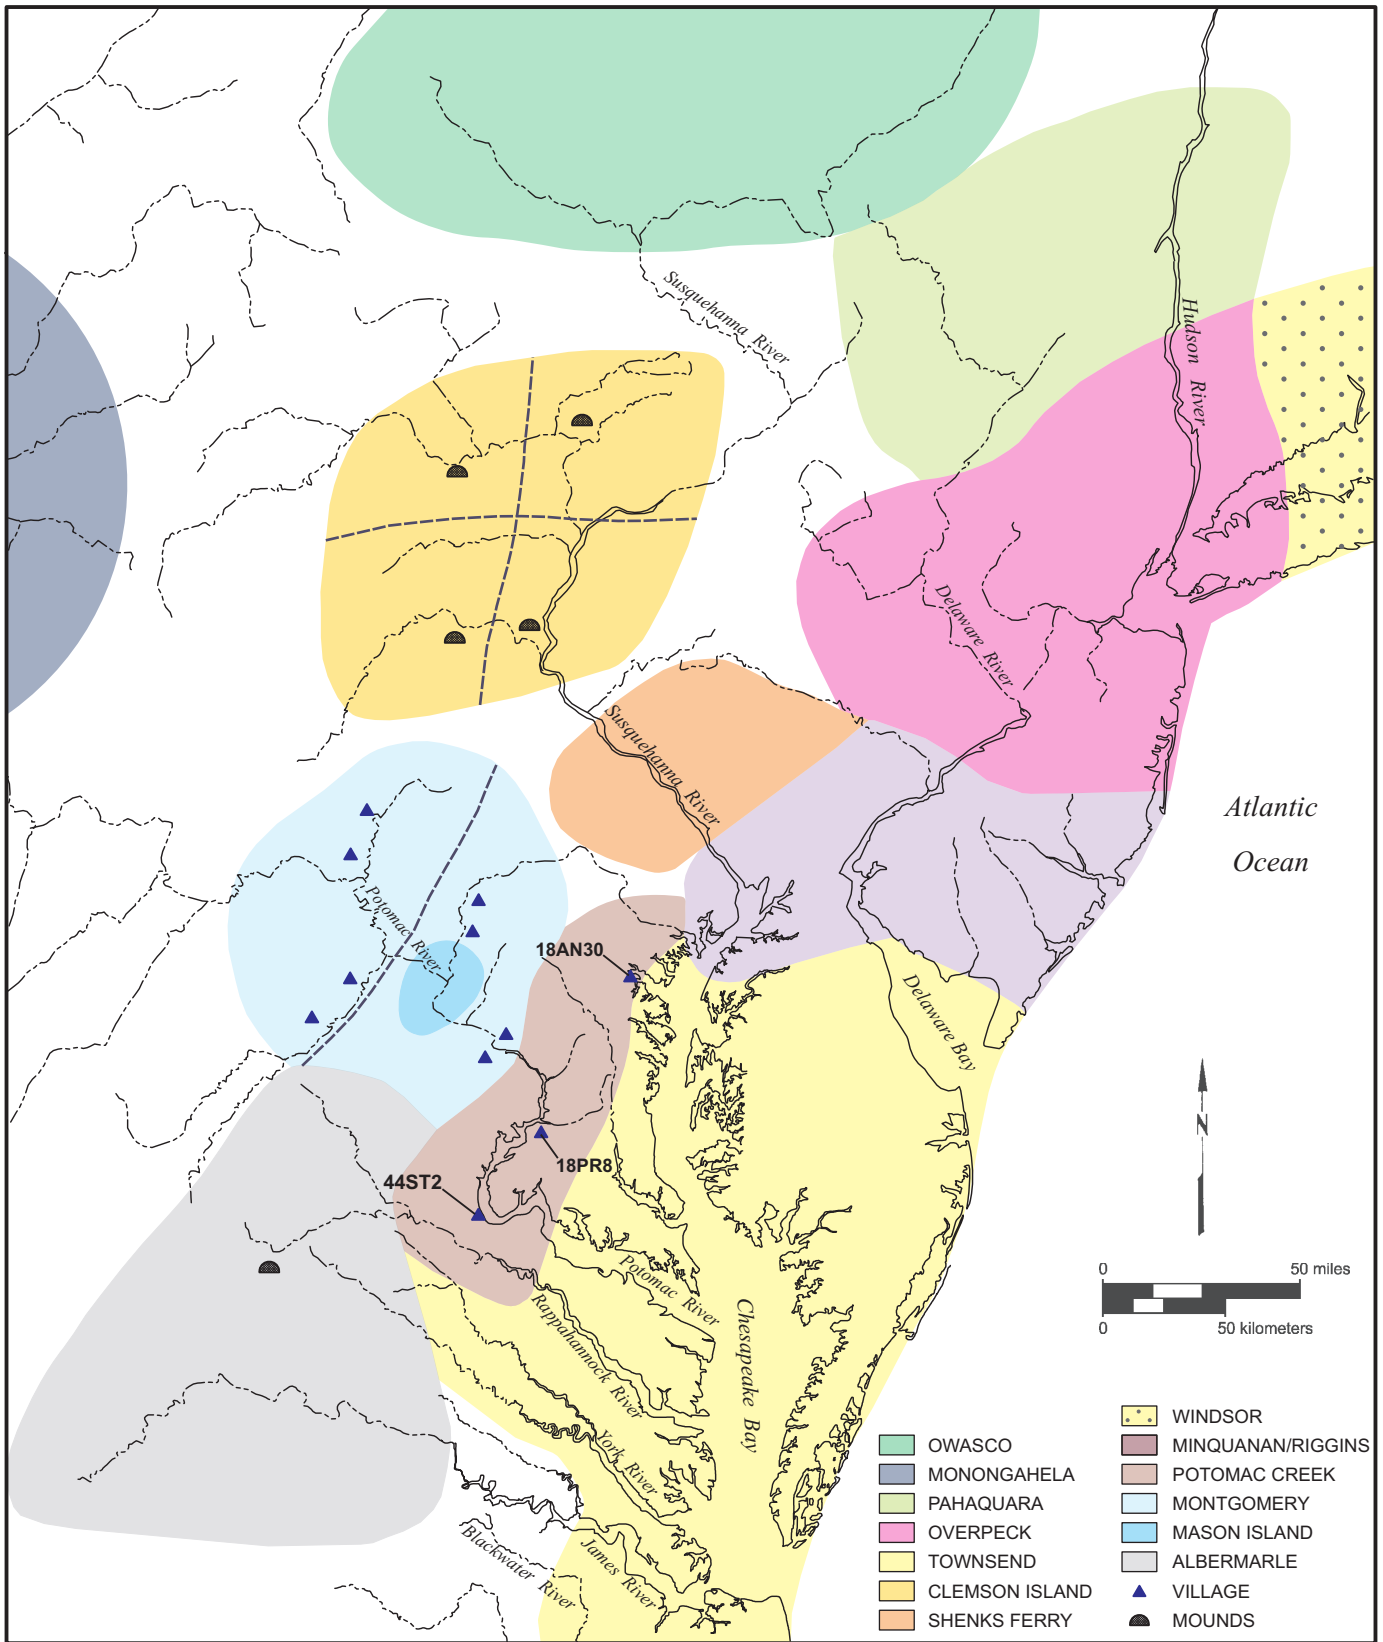 Susquehanna River
Hudson River
Delaware River
Susquehanna River
Atlantic
Ocean
Potomac River
18AN30
Delaware Bay
N
18PR8
44ST2
Potomac River
Rappahannock River
Chesapeake Bay
York River
James River
Blackwater River
0 50 miles
0 50 kilometers
OWASCO
MONONGAHELA
PAHAQUARA
OVERPECK
TOWNSEND
CLEMSON ISLAND
SHENKS FERRY
WINDSOR
MINQUANAN/RIGGINS
POTOMAC CREEK
MONTGOMERY
MASON ISLAND
ALBERMARLE
VILLAGE
MOUNDS